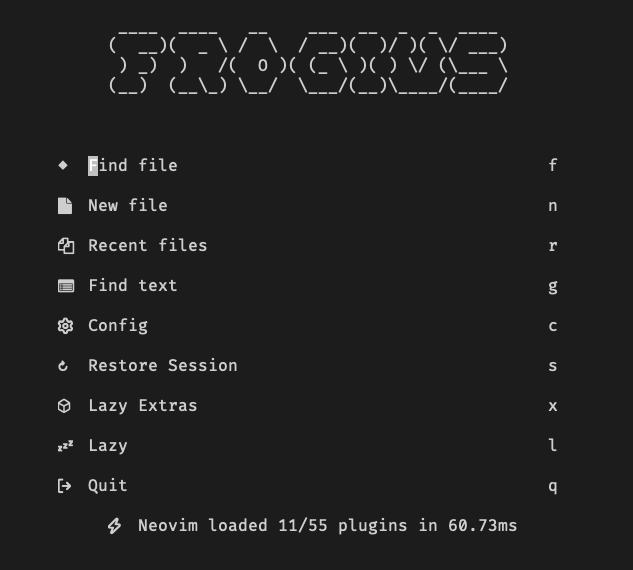 FROGIUS
Find file f
New file n
Recent files r
Find text g
Config c
Restore Session s
Lazy Extras x
Lazy l
Quit q
Neovim loaded 11/55 plugins in 60.73ms